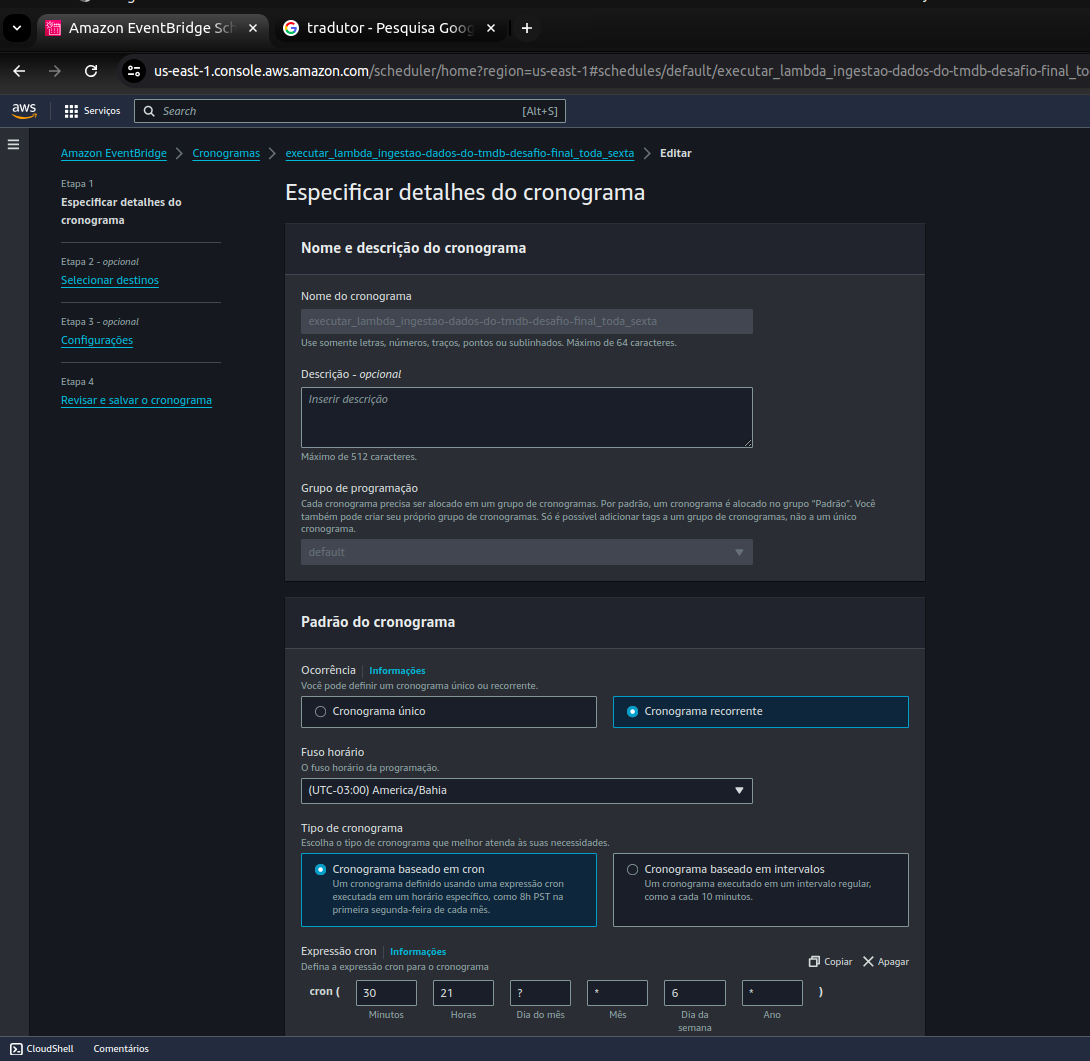 Amazon EventBridge Sch
tradutor - Pesquisa Goog
us-east-1.console.aws.amazon.com/scheduler/home?region=us-east-1#schedules/default/executar_lambda_ingestao-dados-do-tmdb-desafio-final_to
aws
Serviços
Search
[Alt+S]
Amazon EventBridge > Cronogramas > executar_lambda_ingestao-dados-do-tmdb-desafio-final_toda_sexta > Editar
Etapa 1
Especificar detalhes do
cronograma
Etapa 2 - opcional
Selecionar destinos
Etapa 3 - opcional
Configurações
Etapa 4
Revisar e salvar o cronograma
Especificar detalhes do cronograma
Nome e descrição do cronograma
Nome do cronograma
executar_lambda_ingestao-dados-do-tmdb-desafio-final_toda_sexta
Use somente letras, números, traços, pontos ou sublinhados. Máximo de 64 caracteres.
Descrição - opcional
Inserir descrição
Máximo de 512 caracteres.
Grupo de programação
Cada cronograma precisa ser alocado em um grupo de cronogramas. Por padrão, um cronograma é alocado no grupo “Padrão”. Você
também pode criar seu próprio grupo de cronogramas. Só é possível adicionar tags a um grupo de cronogramas, não a um único
cronograma.
default
Padrão do cronograma
Ocorrência
Informações
Você pode definir um cronograma único ou recorrente.
Cronograma único
Cronograma recorrente
Fuso horário
O fuso horário da programação.
(UTC-03:00) America/Bahia
Tipo de cronograma
Escolha o tipo de cronograma que melhor atenda às suas necessidades.
Cronograma baseado em cron
Um cronograma definido usando uma expressão cron
executada em um horário específico, como 8h PST na
primeira segunda-feira de cada mês.
Cronograma baseado em intervalos
Um cronograma executado em um intervalo regular,
como a cada 10 minutos.
Expressão cron
Informações
Defina a expressão cron para o cronograma
Copiar
Apagar
cron ( 30 21 ? * 6 * )
Minutos
Horas
Dia do mês
Mês
Dia da
semana
Ano
CloudShell
Comentários